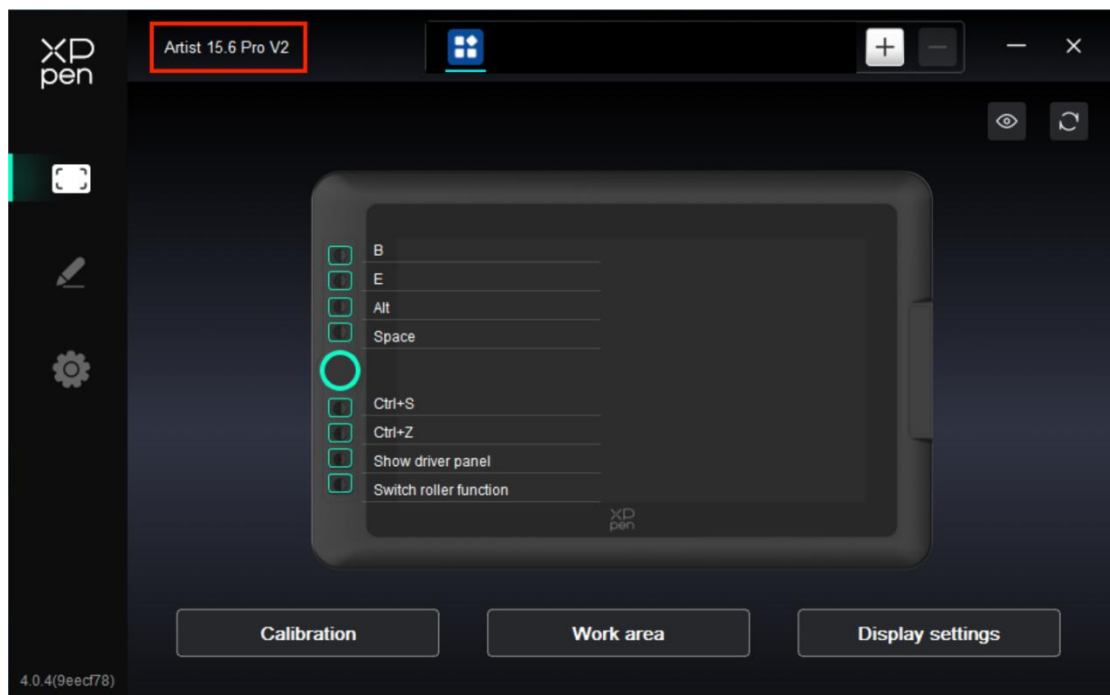 XP
pen
Artist 15.6 Pro V2
B
E
Alt
Space
Ctrl+S
Ctrl+Z
Show driver panel
Switch roller function
XP
pen
Calibration
Work area
Display settings
4.0.4(9eecf78)